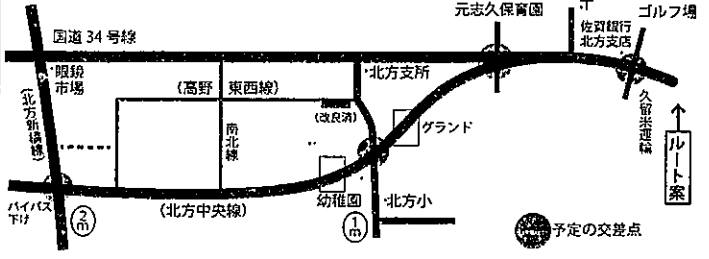 元志久保育園
ゴルフ場
佐賀銀行
北方支店
国道34号線
・眼鏡
市場
(高野 東西線)
・北方支所
(北方新橋線)
(改良済)
グランド
久留米運輸
南北線
ルート案
幼稚園
・北方小
バイパス
下げ
2m
(北方中央線)
1m
予定の交差点